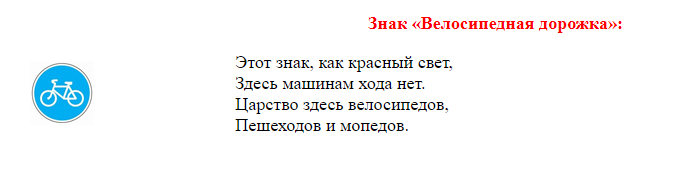 Знак «Велосипедная дорожка»:
Этот знак, как красный свет,
Здесь машинам хода нет.
Царство здесь велосипедов,
Пешеходов и мопедов.